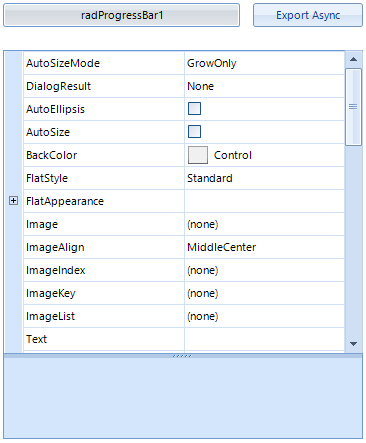 radProgressBar1 Export Async
AutoSizeMode GrowOnly
DialogResult None
AutoEllipsis
AutoSize
BackColor Control
FlatStyle Standard
FlatAppearance
Image (none)
ImageAlign MiddleCenter
ImageIndex (none)
ImageKey (none)
ImageList (none)
Text